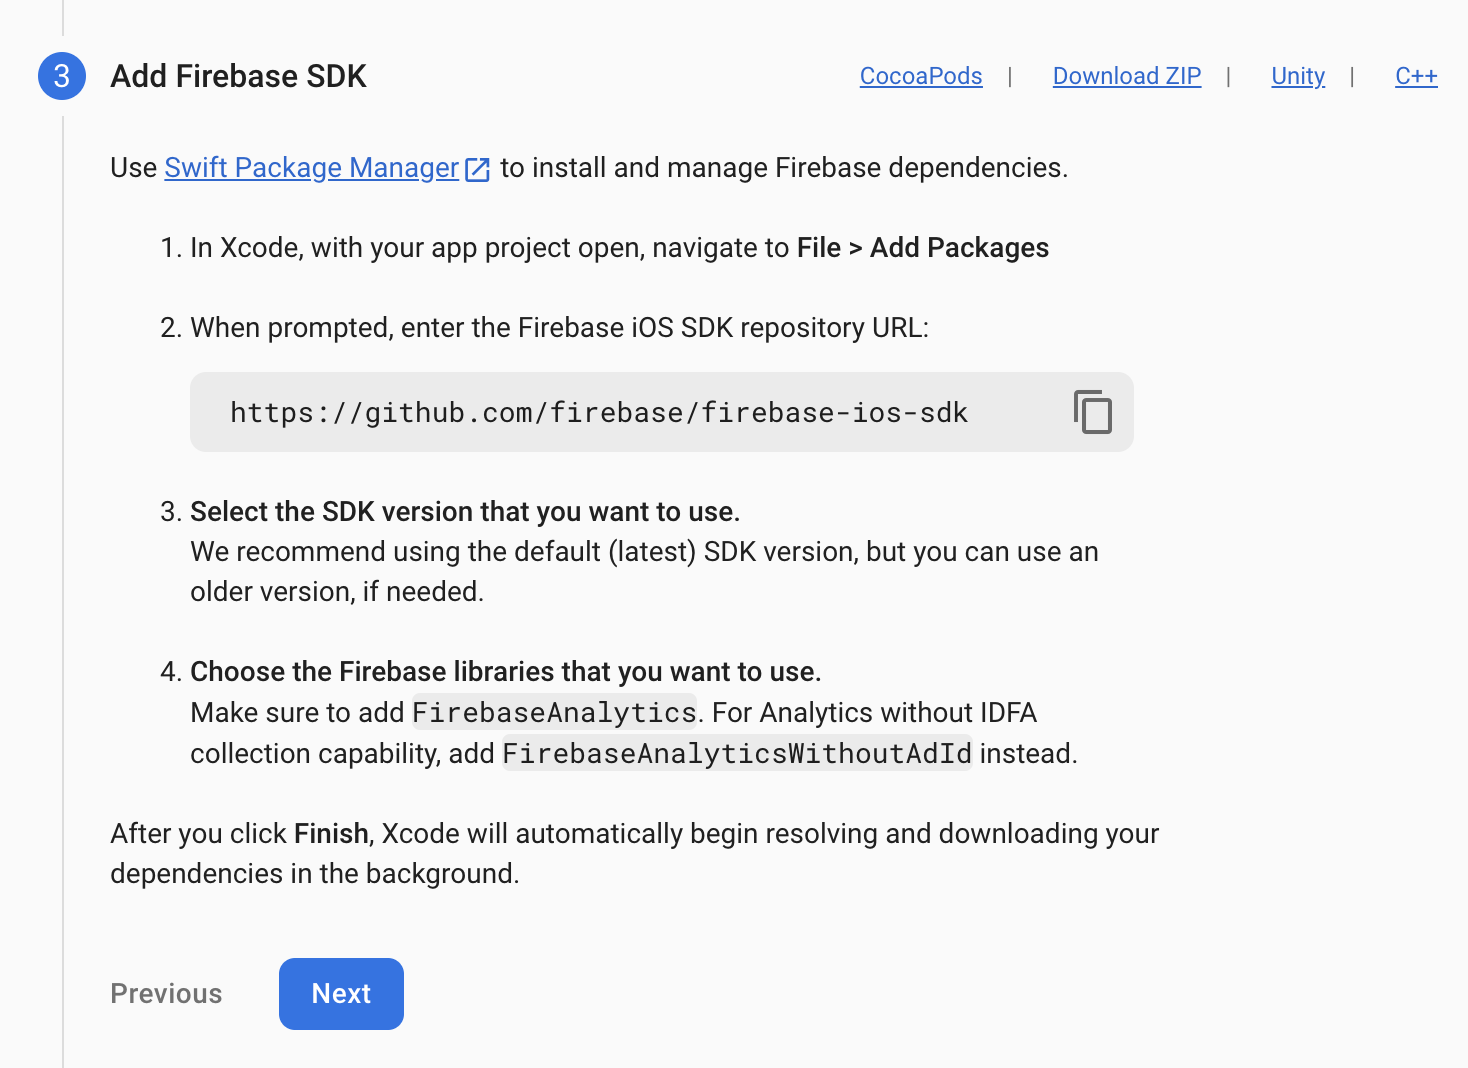 3 Add Firebase SDK CocoaPods | Download ZIP | Unity | C++
Use Swift Package Manager to install and manage Firebase dependencies.
1. In Xcode, with your app project open, navigate to File > Add Packages
2. When prompted, enter the Firebase iOS SDK repository URL:
https://github.com/firebase/firebase-ios-sdk
3. Select the SDK version that you want to use.
We recommend using the default (latest) SDK version, but you can use an
older version, if needed.
4. Choose the Firebase libraries that you want to use.
Make sure to add FirebaseAnalytics. For Analytics without IDFA
collection capability, add FirebaseAnalyticsWithoutAdId instead.
After you click Finish, Xcode will automatically begin resolving and downloading your
dependencies in the background.
Previous Next